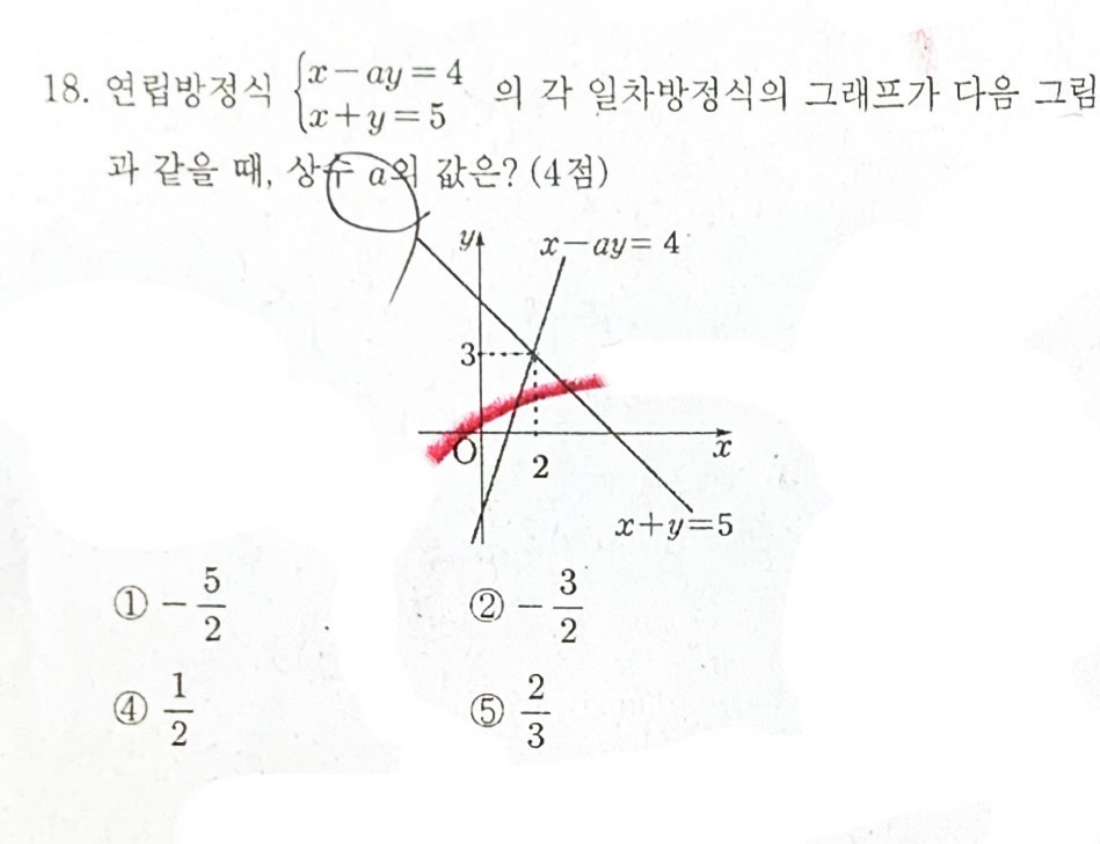 18. 연립방정식 {x-ay=4 의 각 일차방정식의 그래프가 다음 그림
x+y=5
과 같을 때, 상수 a의 값은? (4점)
y
x-ay=4
3
O
2
x
x+y=5
① -5/2 ② -3/2
④ 1/2 ⑤ 2/3